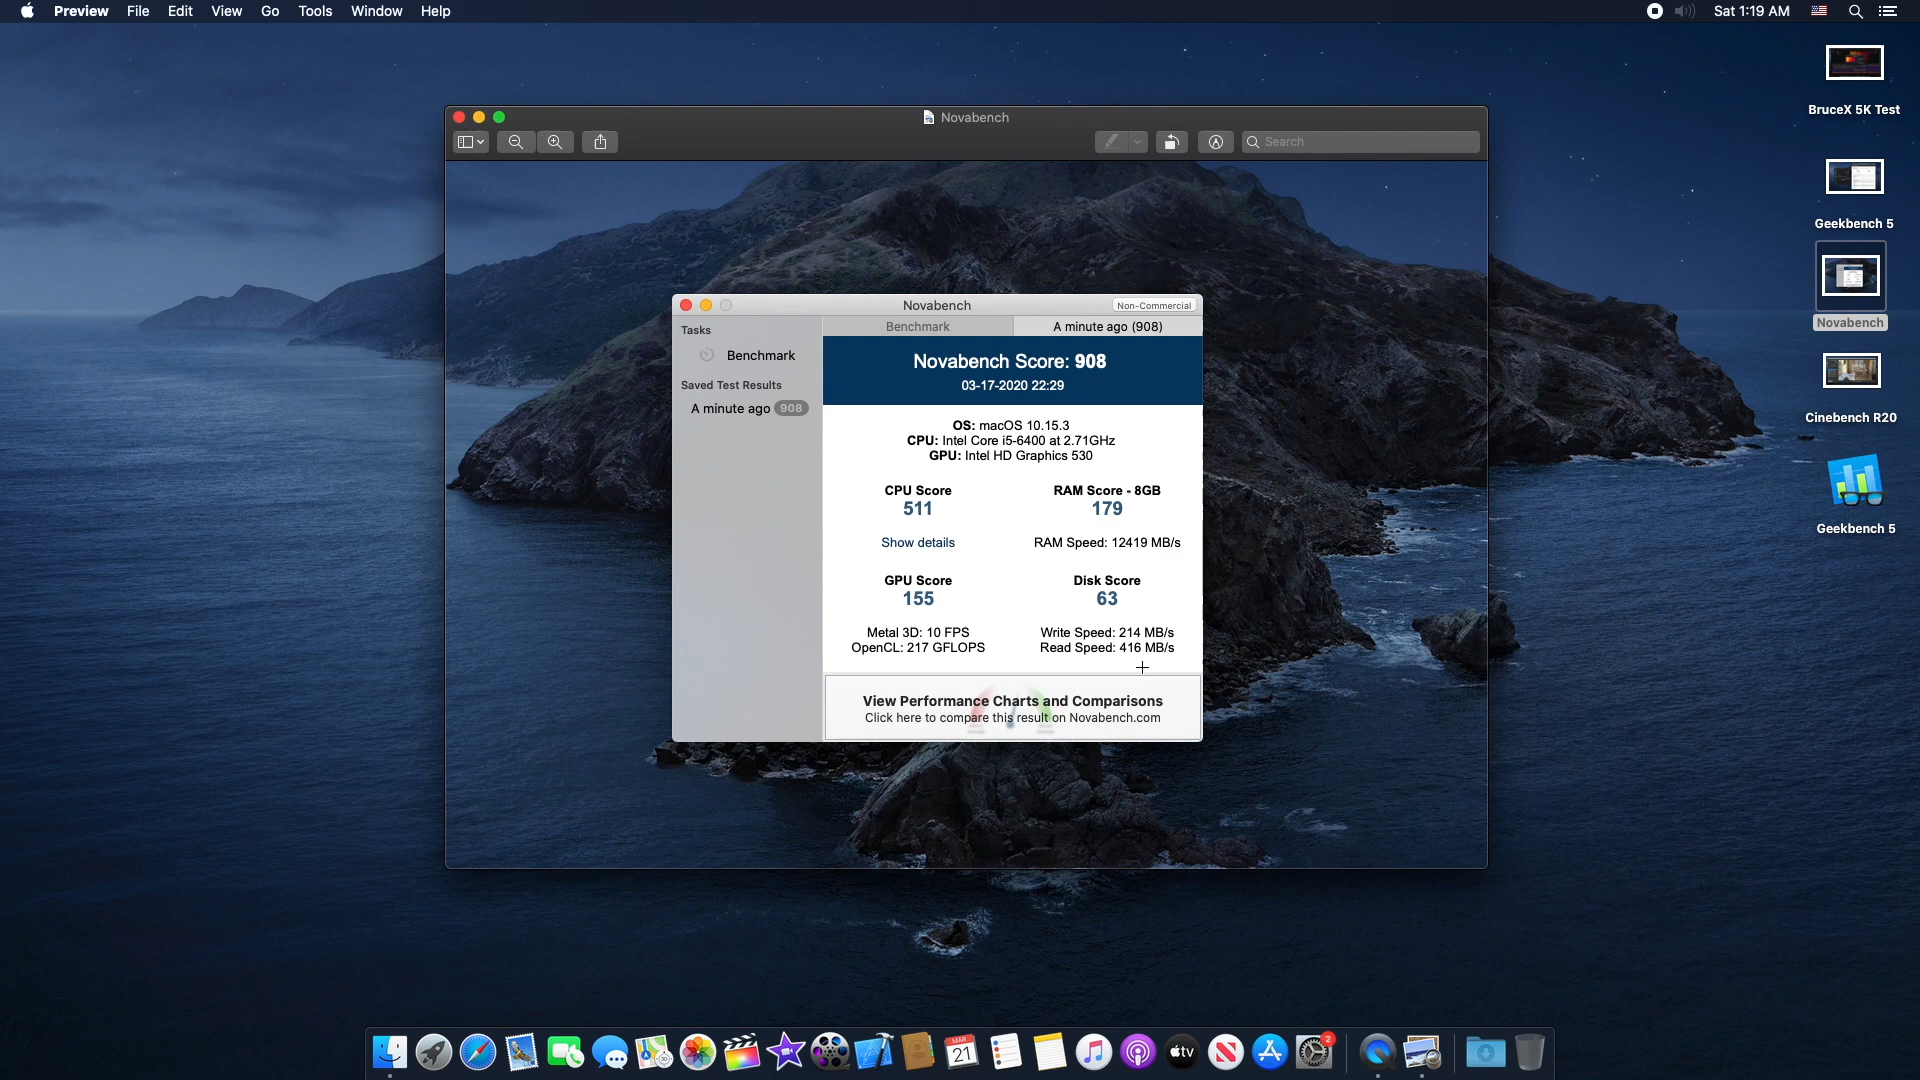 Preview File Edit View Go Tools Window Help
Sat 1:19 AM
Novabench
Search
BruceX 5K Test
Geekbench 5
Novabench
Cinebench R20
Geekbench 5
Novabench
Non-Commercial
Tasks
Benchmark
Saved Test Results
A minute ago 908
Benchmark
A minute ago (908)
Novabench Score: 908
03-17-2020 22:29
OS: macOS 10.15.3
CPU: Intel Core i5-6400 at 2.71GHz
GPU: Intel HD Graphics 530
CPU Score
511
Show details
RAM Score - 8GB
179
RAM Speed: 12419 MB/s
GPU Score
155
Metal 3D: 10 FPS
OpenCL: 217 GFLOPS
Disk Score
63
Write Speed: 214 MB/s
Read Speed: 416 MB/s
View Performance Charts and Comparisons
Click here to compare this result on Novabench.com
MAR
21
tv
2